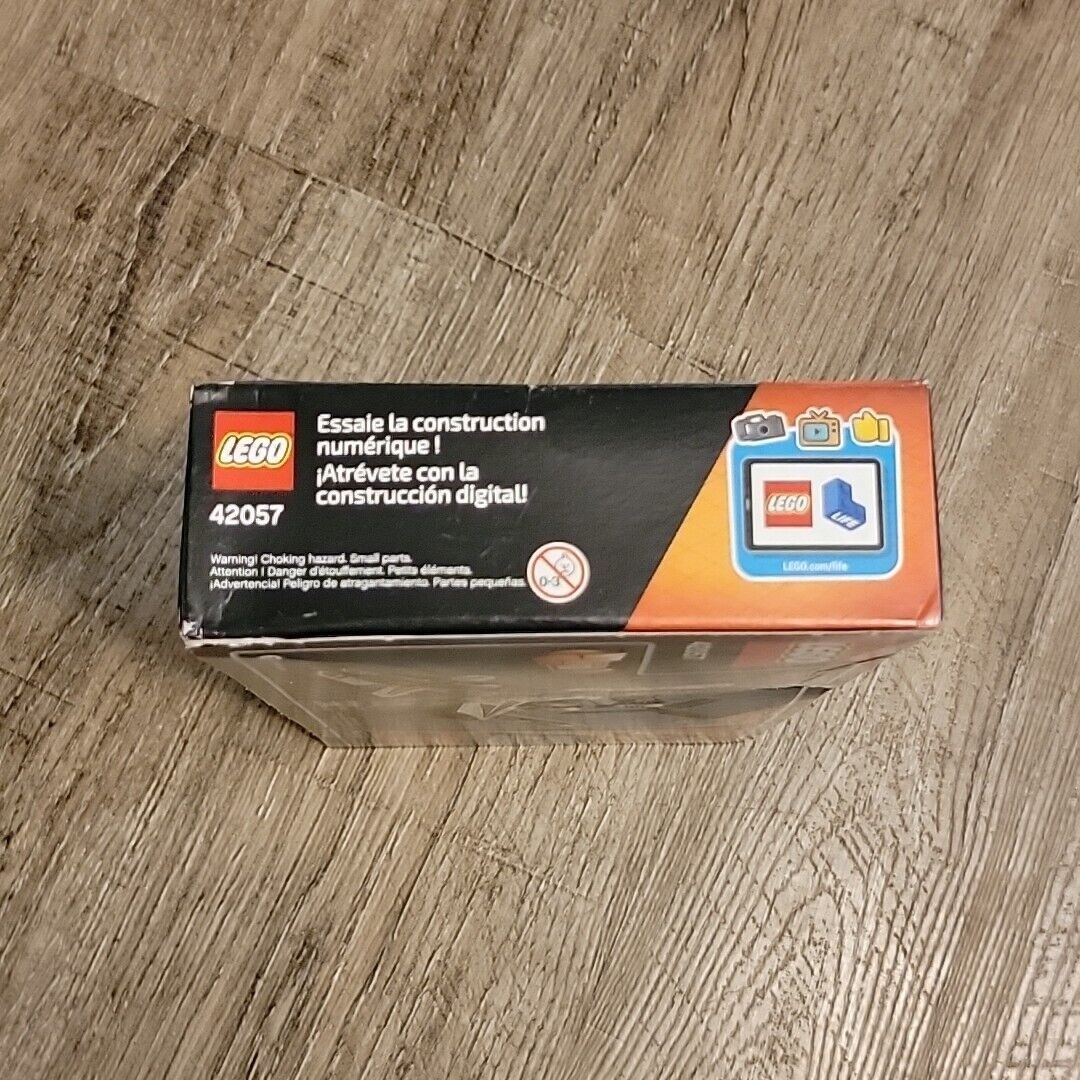 LEGO
42057
Essaie la construction
numérique !
¡Atrévete con la
construcción digital!
Warning! Choking hazard. Small parts.
Attention ! Danger d'étouffement. Petits éléments.
¡Advertencia! Peligro de atragantamiento. Partes pequeñas.
0-3
LEGO
LIFE
LEGO.com/life